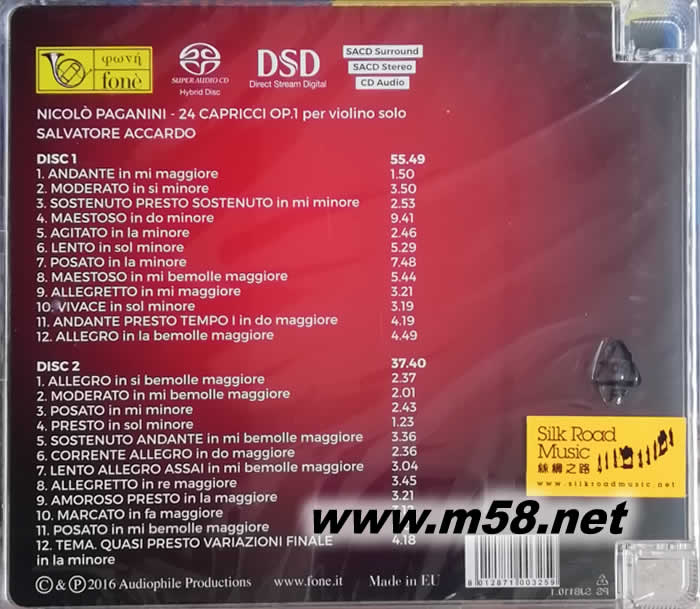 φωνή
fonè
SUPER AUDIO CD
Hybrid Disc
DSD
Direct Stream Digital
SACD Surround
SACD Stereo
CD Audio
NICOLÒ PAGANINI - 24 CAPRICCI OP.1 per violino solo
SALVATORE ACCARDO
DISC 1 55.49
1. ANDANTE in mi maggiore 1.50
2. MODERATO in si minore 3.50
3. SOSTENUTO PRESTO SOSTENUTO in mi minore 2.53
4. MAESTOSO in do minore 9.41
5. AGITATO in la minore 2.46
6. LENTO in sol minore 5.29
7. POSATO in la minore 7.48
8. MAESTOSO in mi bemolle maggiore 5.44
9. ALLEGRETTO in mi maggiore 3.21
10. VIVACE in sol minore 3.19
11. ANDANTE PRESTO TEMPO I in do maggiore 4.19
12. ALLEGRO in la bemolle maggiore 4.49
DISC 2 37.40
1. ALLEGRO in si bemolle maggiore 2.37
2. MODERATO in mi bemolle maggiore 2.01
3. POSATO in mi minore 2.43
4. PRESTO in sol minore 1.23
5. SOSTENUTO ANDANTE in mi bemolle maggiore 3.36
6. CORRENTE ALLEGRO in do maggiore 2.36
7. LENTO ALLEGRO ASSAI in mi bemolle maggiore 3.04
8. ALLEGRETTO in re maggiore 3.45
9. AMOROSO PRESTO in la maggiore 3.21
10. MARCATO in fa maggiore
11. POSATO in mi bemolle maggiore
12. TEMA. QUASI PRESTO VARIAZIONI FINALE 4.18
in la minore
Silk Road
Music
絲綢之路
www.silkroadmusic.net
www.m58.net
© & ℗ 2016 Audiophile Productions www.fone.it Made in EU
8012871003259